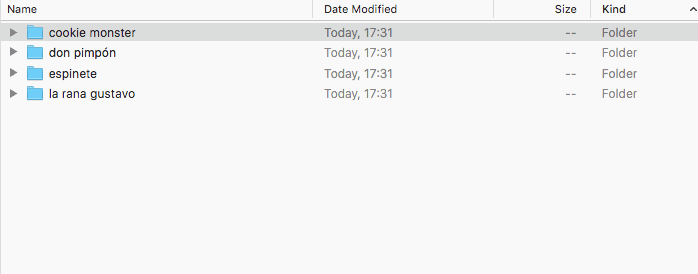 Name Date Modified Size Kind
cookie monster Today, 17:31 -- Folder
don pimpón Today, 17:31 -- Folder
espinete Today, 17:31 -- Folder
la rana gustavo Today, 17:31 -- Folder